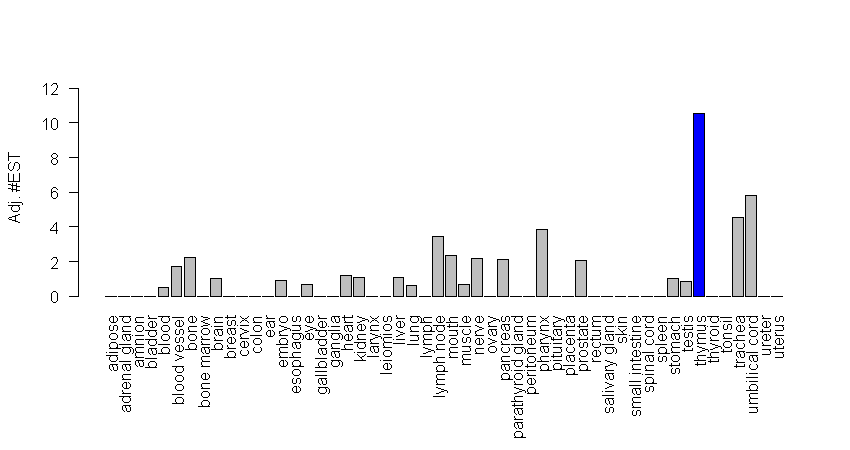 Adj. #EST
12
10
8
6
4
2
0
adipose
adrenal gland
amnion
bladder
blood
blood vessel
bone
bone marrow
brain
breast
cervix
colon
ear
embryo
esophagus
eye
gallbladder
ganglia
heart
kidney
larynx
leiomios
liver
lung
lymph
lymph node
mouth
muscle
nerve
ovary
pancreas
parathyroid gland
peritoneum
pharynx
pituitary
placenta
prostate
rectum
salivary gland
skin
small intestine
spinal cord
spleen
stomach
testis
thymus
thyroid
tonsil
trachea
umbilical cord
ureter
uterus